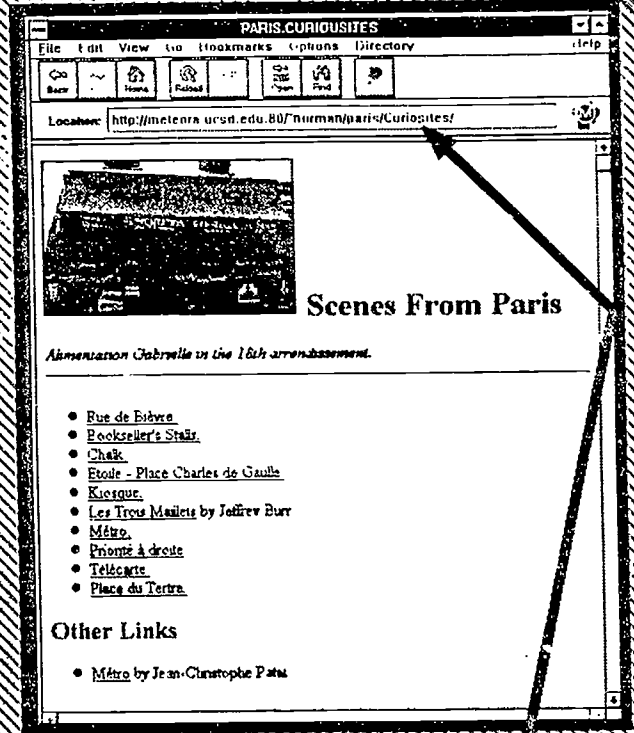 PARIS.CURIOUSITES
File Edit View Go Bookmarks Options Directory Help
Back Home Reload Open Find
Location: http://meteora.ucsd.edu.80/~norman/paris/Curiosites/
Scenes From Paris
Alimentation Gabrielle in the 18th arrondissement.
Rue de Bièvre
Bookseller's Stalls.
Chalk
Etoile - Place Charles de Gaulle
Kiosque.
Les Trois Mailets by Jeffrey Burr
Métro.
Priorité à droite
Télécarte
Place du Tertre.
Other Links
Métro by Jean-Christophe Patat